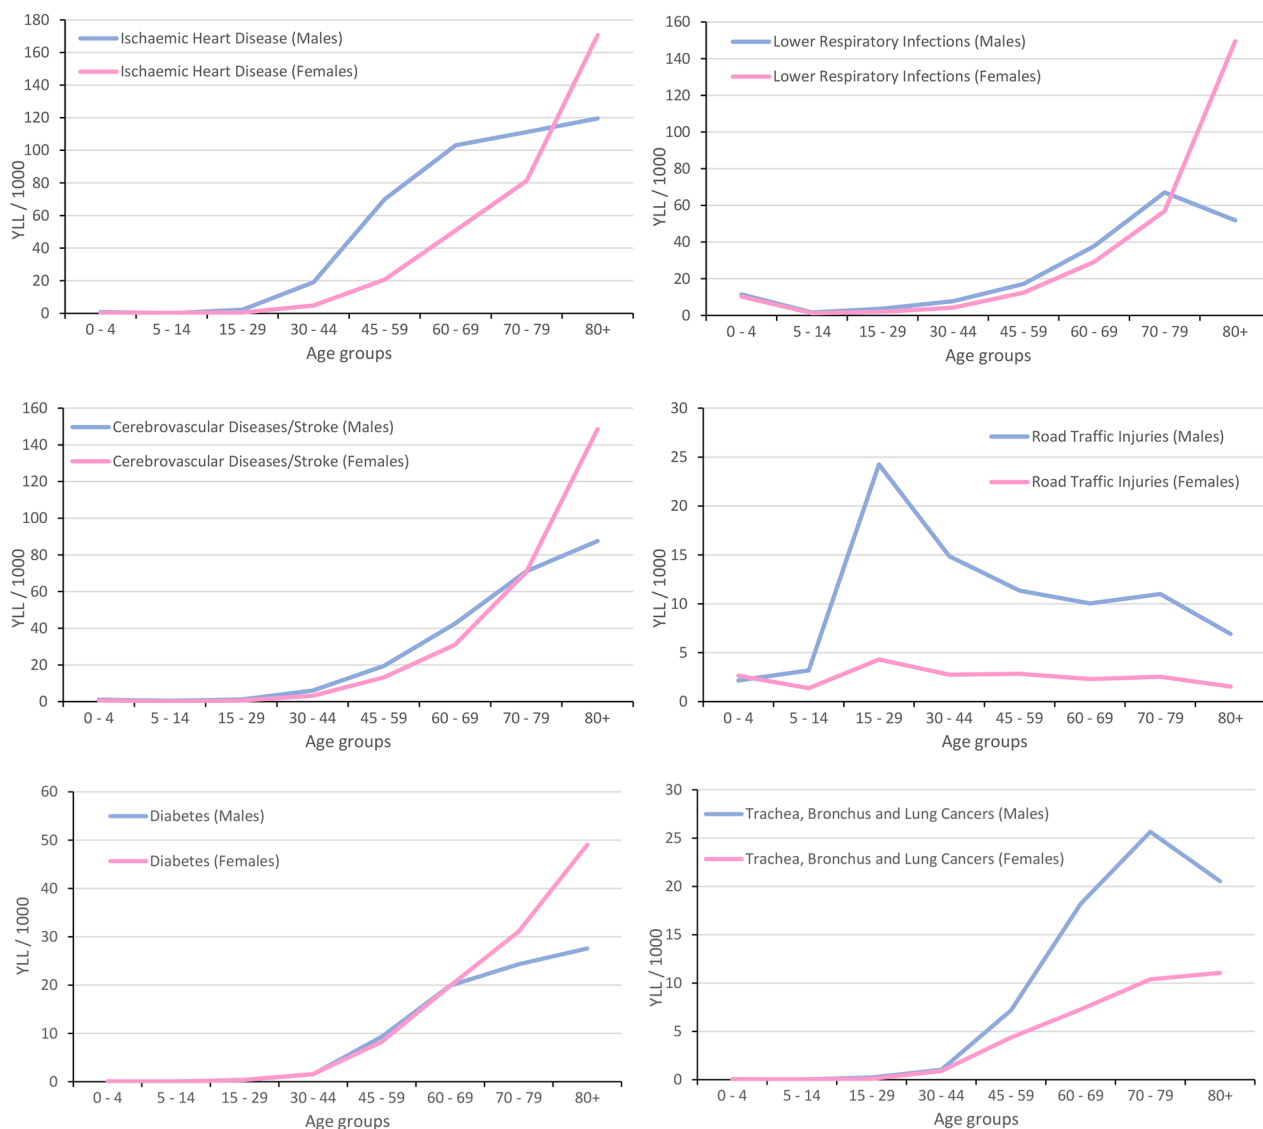 180
160
140
120
100
80
60
40
20
0
YLL / 1000
Ischaemic Heart Disease (Males)
Ischaemic Heart Disease (Females)
0 - 4 5 - 14 15 - 29 30 - 44 45 - 59 60 - 69 70 - 79 80+
Age groups
160
140
120
100
80
60
40
20
0
YLL / 1000
Lower Respiratory Infections (Males)
Lower Respiratory Infections (Females)
0 - 4 5 - 14 15 - 29 30 - 44 45 - 59 60 - 69 70 - 79 80+
Age groups
160
140
120
100
80
60
40
20
0
YLL / 1000
Cerebrovascular Diseases/Stroke (Males)
Cerebrovascular Diseases/Stroke (Females)
0 - 4 5 - 14 15 - 29 30 - 44 45 - 59 60 - 69 70 - 79 80+
Age groups
30
25
20
15
10
5
0
YLL / 1000
Road Traffic Injuries (Males)
Road Traffic Injuries (Females)
0 - 4 5 - 14 15 - 29 30 - 44 45 - 59 60 - 69 70 - 79 80+
Age groups
60
50
40
30
20
10
0
YLL / 1000
Diabetes (Males)
Diabetes (Females)
0 - 4 5 - 14 15 - 29 30 - 44 45 - 59 60 - 69 70 - 79 80+
Age groups
30
25
20
15
10
5
0
YLL / 1000
Trachea, Bronchus and Lung Cancers (Males)
Trachea, Bronchus and Lung Cancers (Females)
0 - 4 5 - 14 15 - 29 30 - 44 45 - 59 60 - 69 70 - 79 80+
Age groups